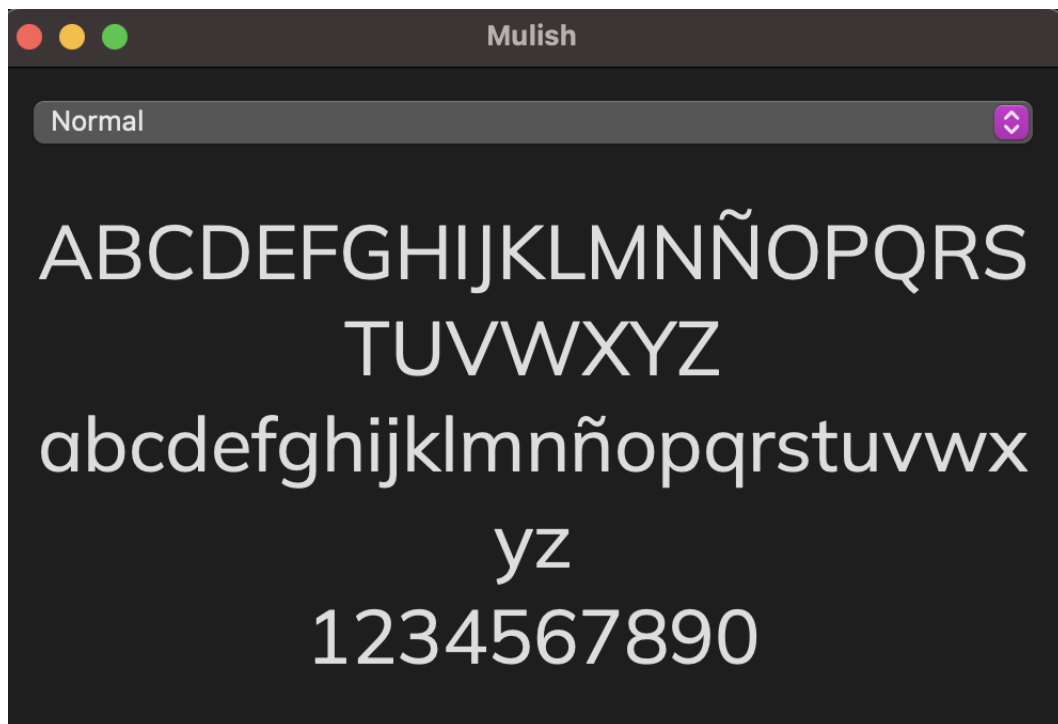 Mulish
Normal
ABCDEFGHIJKLMNÑOPQRS
TUVWXYZ
abcdefghijklmnñopqrstuvwx
yz
1234567890